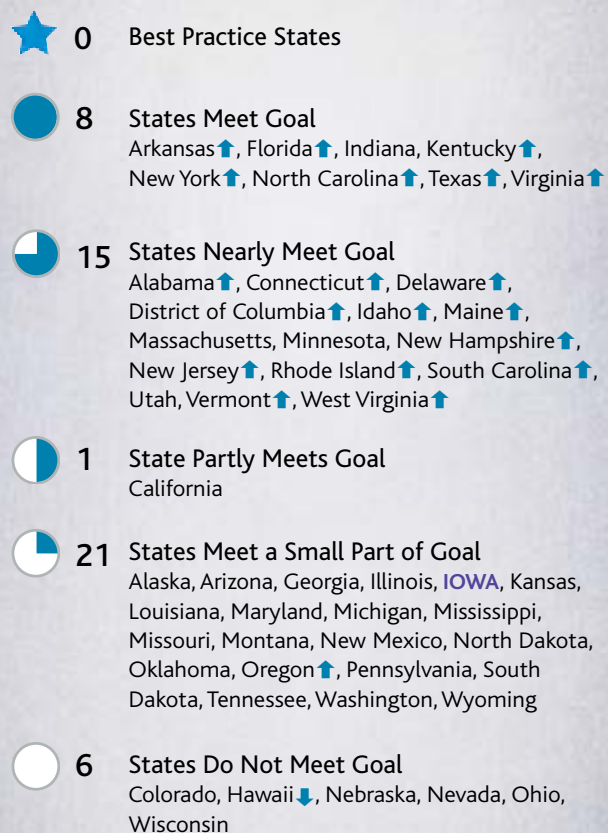 0 Best Practice States
8 States Meet Goal
Arkansas⬆, Florida⬆, Indiana, Kentucky⬆,
New York⬆, North Carolina⬆, Texas⬆, Virginia⬆
15 States Nearly Meet Goal
Alabama⬆, Connecticut⬆, Delaware⬆,
District of Columbia⬆, Idaho⬆, Maine⬆,
Massachusetts, Minnesota, New Hampshire⬆,
New Jersey⬆, Rhode Island⬆, South Carolina⬆,
Utah, Vermont⬆, West Virginia⬆
1 State Partly Meets Goal
California
21 States Meet a Small Part of Goal
Alaska, Arizona, Georgia, Illinois, IOWA, Kansas,
Louisiana, Maryland, Michigan, Mississippi,
Missouri, Montana, New Mexico, North Dakota,
Oklahoma, Oregon⬆, Pennsylvania, South
Dakota, Tennessee, Washington, Wyoming
6 States Do Not Meet Goal
Colorado, Hawaii⬇, Nebraska, Nevada, Ohio,
Wisconsin